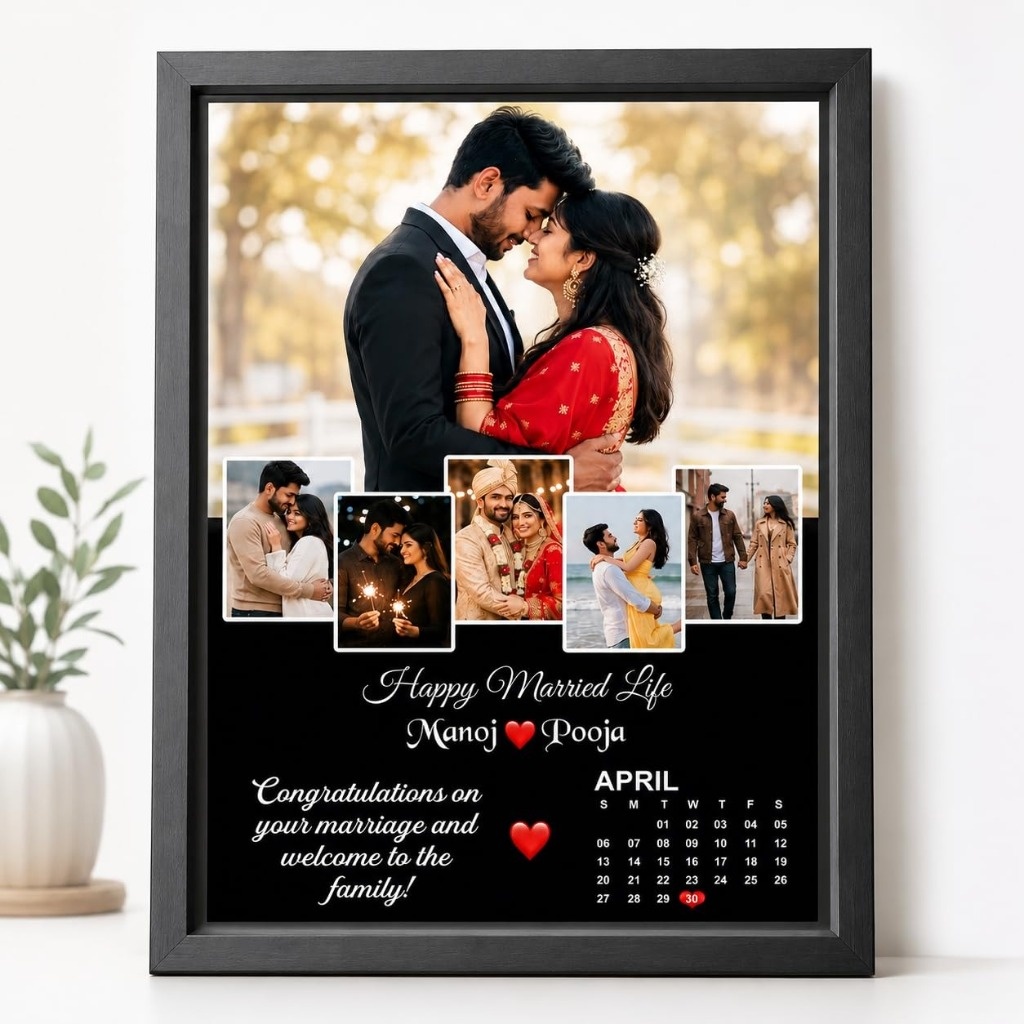 Happy Married Life
Manoj ❤️ Pooja
Congratulations on
your marriage and
welcome to the
family!
APRIL
S M T W T F S
01 02 03 04 05
06 07 08 09 10 11 12
13 14 15 16 17 18 19
20 21 22 23 24 25 26
27 28 29 30